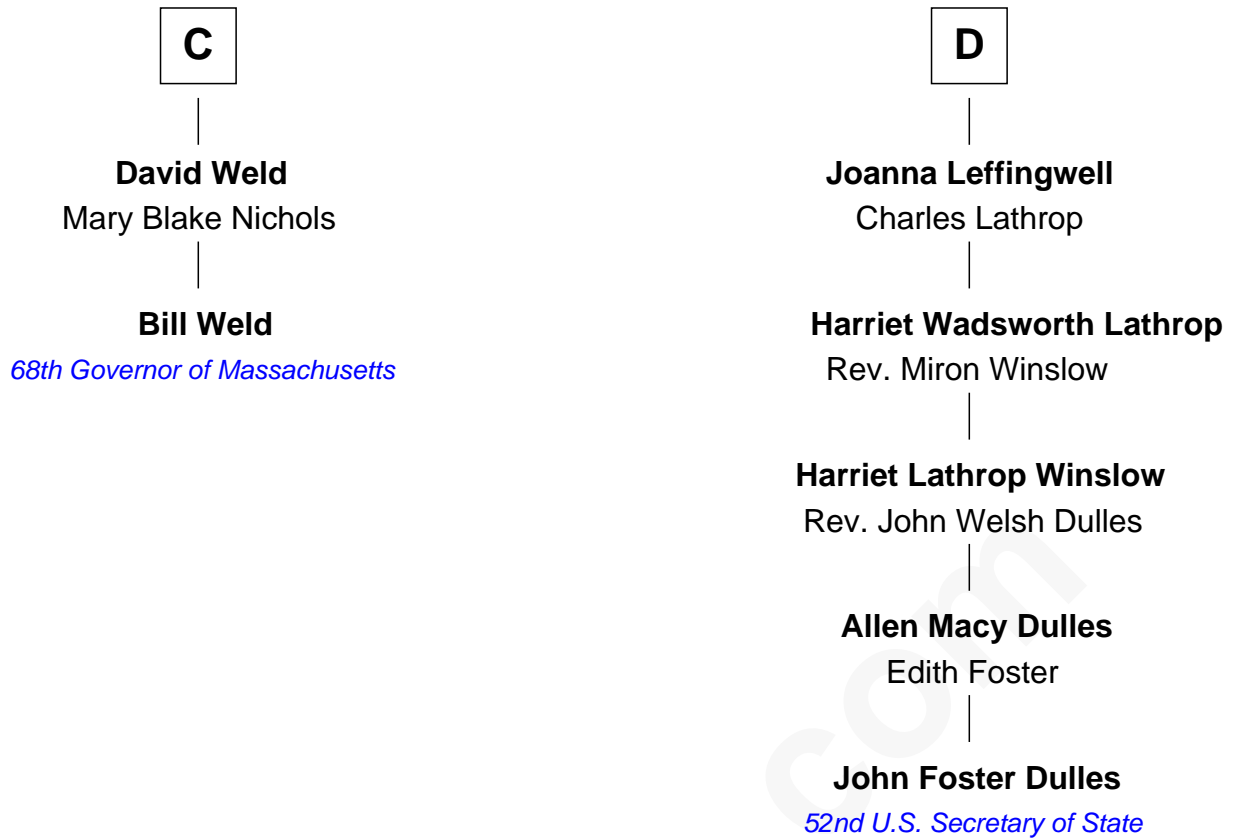 C
David Weld
Mary Blake Nichols
Bill Weld
68th Governor of Massachusetts
D
Joanna Leffingwell
Charles Lathrop
Harriet Wadsworth Lathrop
Rev. Miron Winslow
Harriet Lathrop Winslow
Rev. John Welsh Dulles
Allen Macy Dulles
Edith Foster
John Foster Dulles
52nd U.S. Secretary of State
com